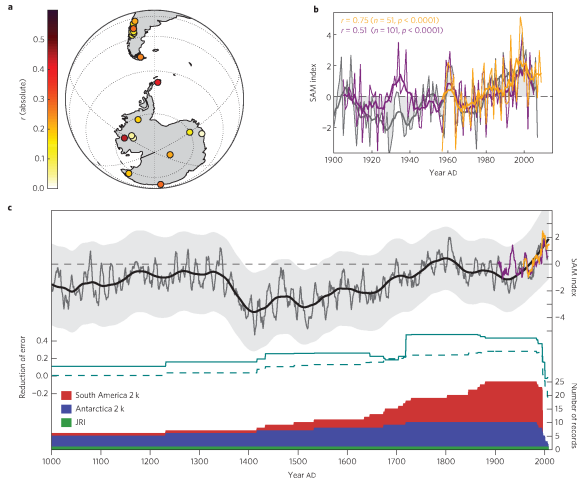 a
r (absolute)
0.5
0.4
0.3
0.2
0.1
0.0
b
r = 0.75 (n = 51, p < 0.0001)
r = 0.51 (n = 101, p < 0.0001)
SAM index
4
2
0
−2
1900
1920
1940
1960
1980
2000
Year AD
c
2
0
−2
−4
SAM index
Reduction of error
0.4
0.2
0.0
−0.2
South America 2 k
Antarctica 2 k
JRI
25
20
15
10
5
0
Number of records
1000
1100
1200
1300
1400
1500
1600
1700
1800
1900
2000
Year AD